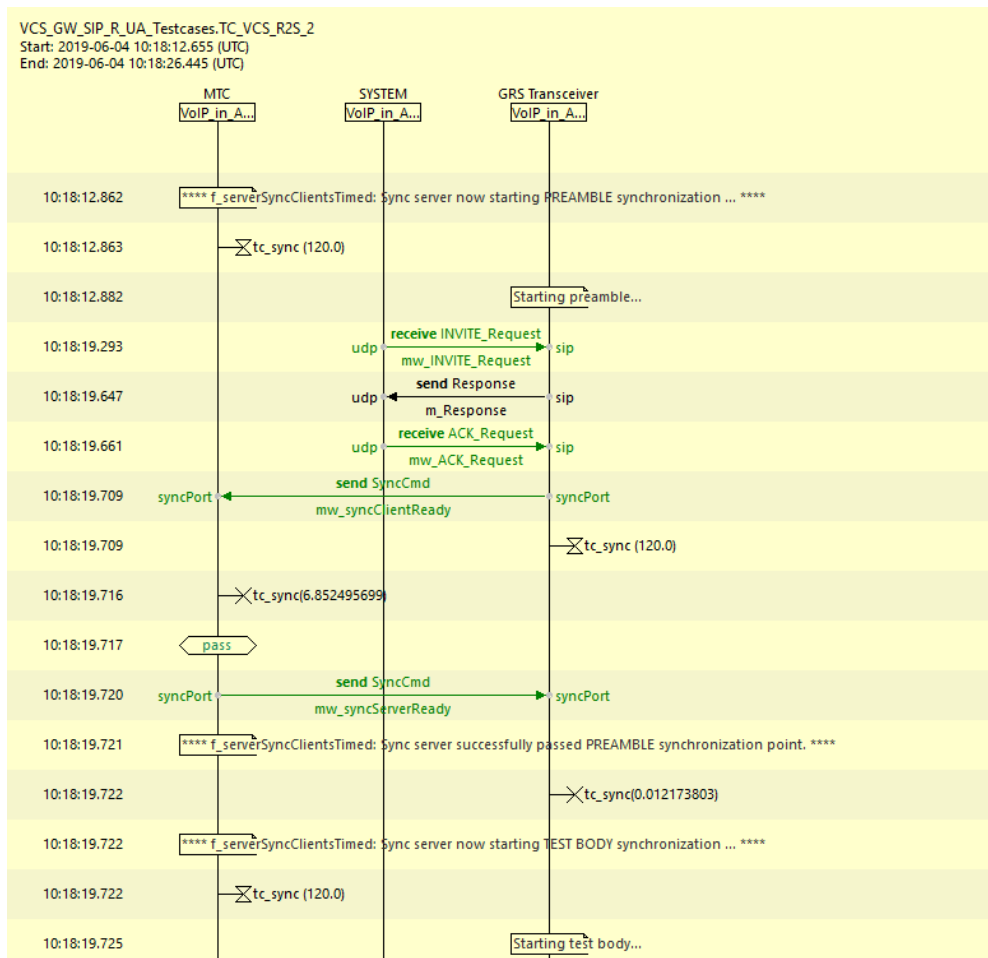 VCS_GW_SIP_R_UA_Testcases.TC_VCS_R2S_2
Start: 2019-06-04 10:18:12.655 (UTC)
End: 2019-06-04 10:18:26.445 (UTC)
MTC SYSTEM GRS Transceiver
VoIP_in_A... VoIP_in_A... VoIP_in_A...
10:18:12.862 **** f_serverSyncClientsTimed: Sync server now starting PREAMBLE synchronization ... ****
10:18:12.863 tc_sync (120.0)
10:18:12.882 Starting preamble...
receive INVITE_Request
10:18:19.293 udp sip
mw_INVITE_Request
send Response
10:18:19.647 udp sip
m_Response
receive ACK_Request
10:18:19.661 udp sip
mw_ACK_Request
send SyncCmd
10:18:19.709 syncPort syncPort
mw_syncClientReady
10:18:19.709 tc_sync (120.0)
10:18:19.716 tc_sync(6.852495699)
10:18:19.717 pass
send SyncCmd
10:18:19.720 syncPort syncPort
mw_syncServerReady
10:18:19.721 **** f_serverSyncClientsTimed: Sync server successfully passed PREAMBLE synchronization point. ****
10:18:19.722 tc_sync(0.012173803)
10:18:19.722 **** f_serverSyncClientsTimed: Sync server now starting TEST BODY synchronization ... ****
10:18:19.722 tc_sync (120.0)
10:18:19.725 Starting test body...